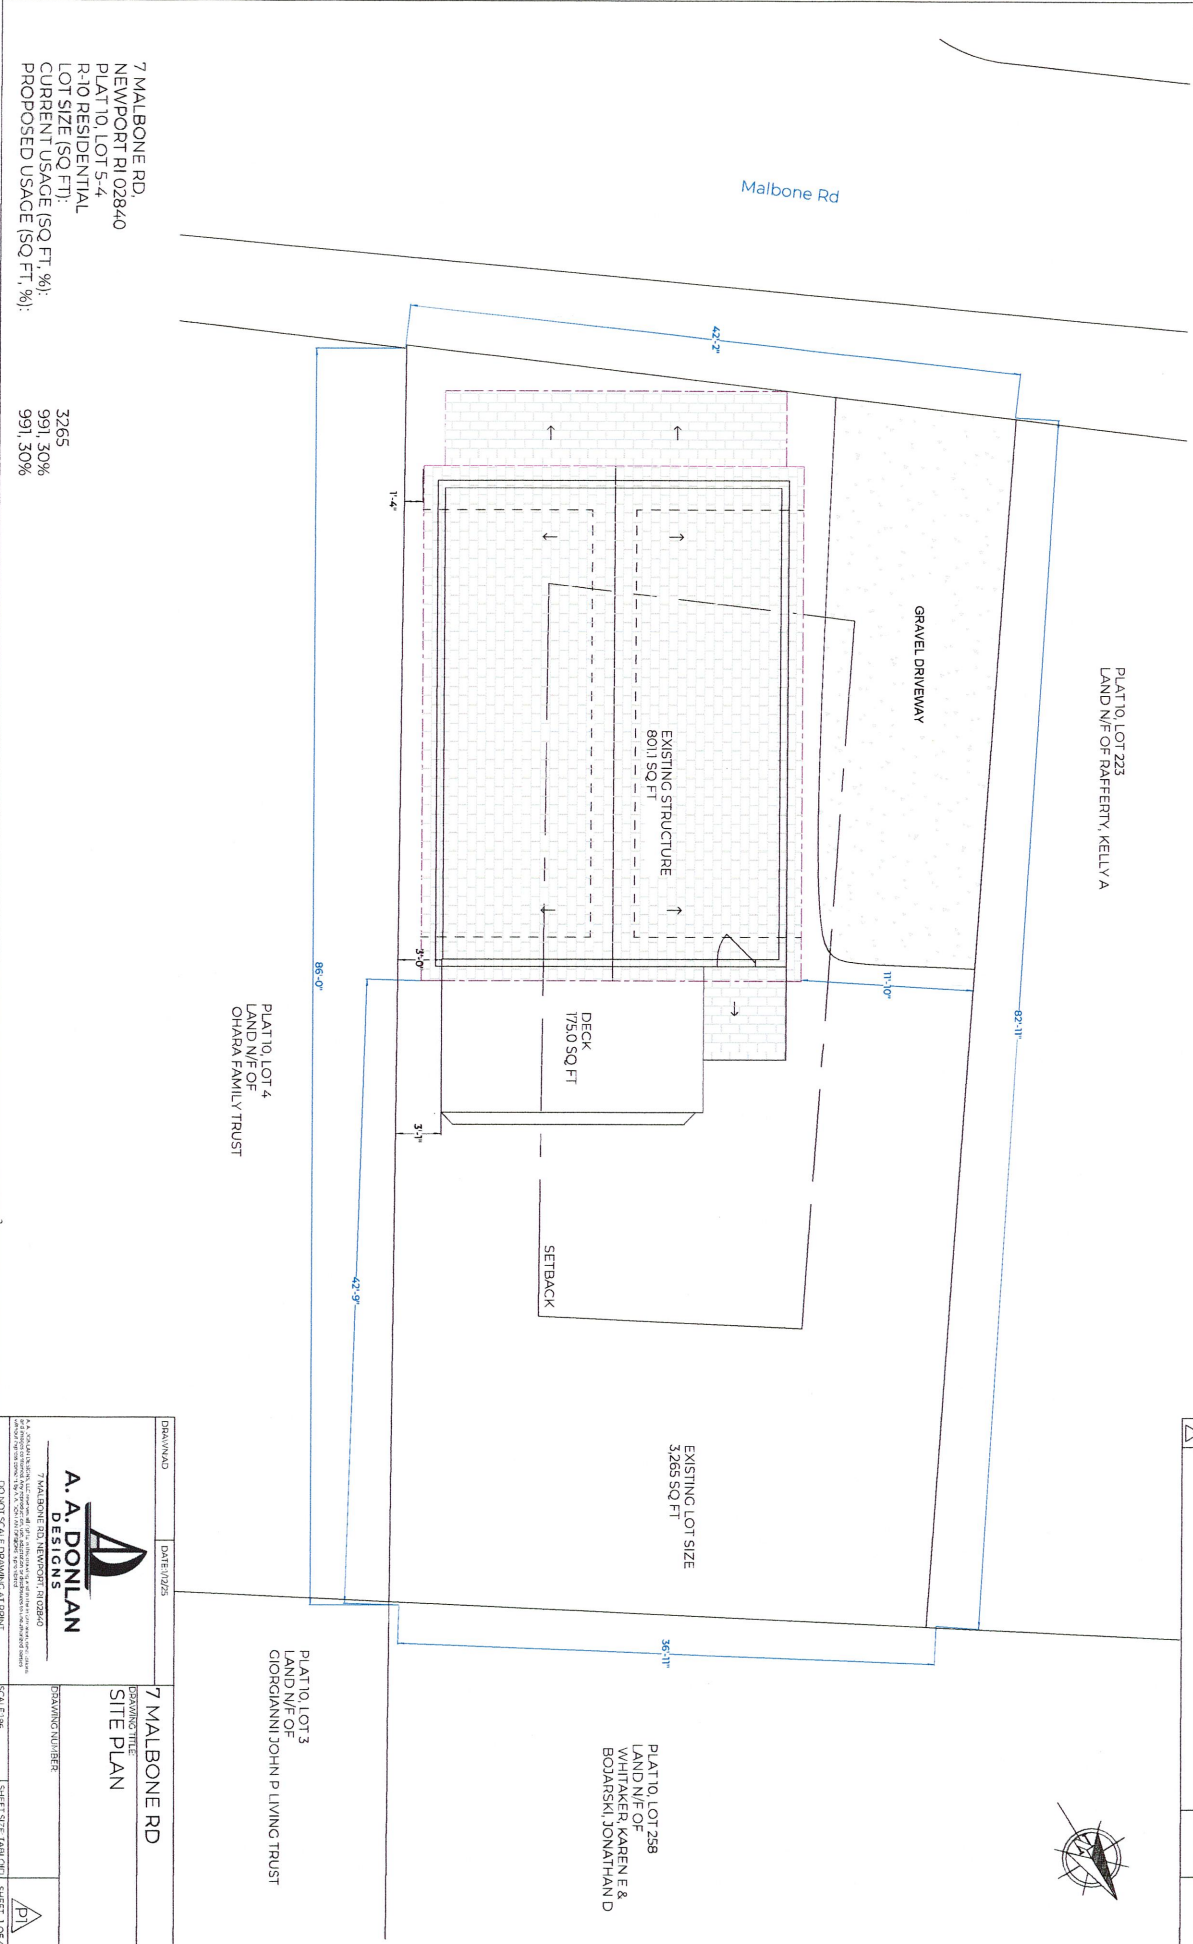 Malbone Rd
42'-2"
PLAT 10, LOT 223
LAND N/F OF RAFFERTY, KELLY A
GRAVEL DRIVEWAY
82'-11"
11'-10"
EXISTING STRUCTURE
801.1 SQ FT
1'-4"
3'-0"
DECK
175.0 SQ FT
3'-1"
SETBACK
86'-0"
42'-9"
EXISTING LOT SIZE
3,265 SQ FT
36'-11"
PLAT 10, LOT 4
LAND N/F OF
OHARA FAMILY TRUST
PLAT 10, LOT 3
LAND N/F OF
GIORGIANNI JOHN P LIVING TRUST
PLAT 10, LOT 258
LAND N/F OF
WHITAKER, KAREN E &
BOJARSKI, JONATHAN D
7 MALBONE RD,
NEWPORT RI 02840
PLAT 10, LOT 5-4
R-10 RESIDENTIAL
LOT SIZE (SQ FT): 3265
CURRENT USAGE (SQ FT, %): 991, 30%
PROPOSED USAGE (SQ FT, %): 991, 30%
DRAWN:AD
DATE:1/12/25
A. A. DONLAN
DESIGNS
7 MALBONE RD, NEWPORT, RI 02840
DO NOT SCALE DRAWING AT PRINT
7 MALBONE RD
DRAWING TITLE:
SITE PLAN
DRAWING NUMBER:
P1